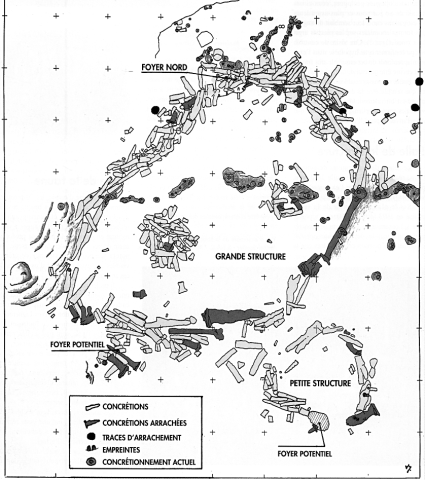 FOYER NORD
GRANDE STRUCTURE
FOYER POTENTIEL
PETITE STRUCTURE
CONCRÉTIONS
CONCRÉTIONS ARRACHÉES
TRACES D'ARRACHEMENT
EMPREINTES
CONCRÉTIONNEMENT ACTUEL
FOYER POTENTIEL